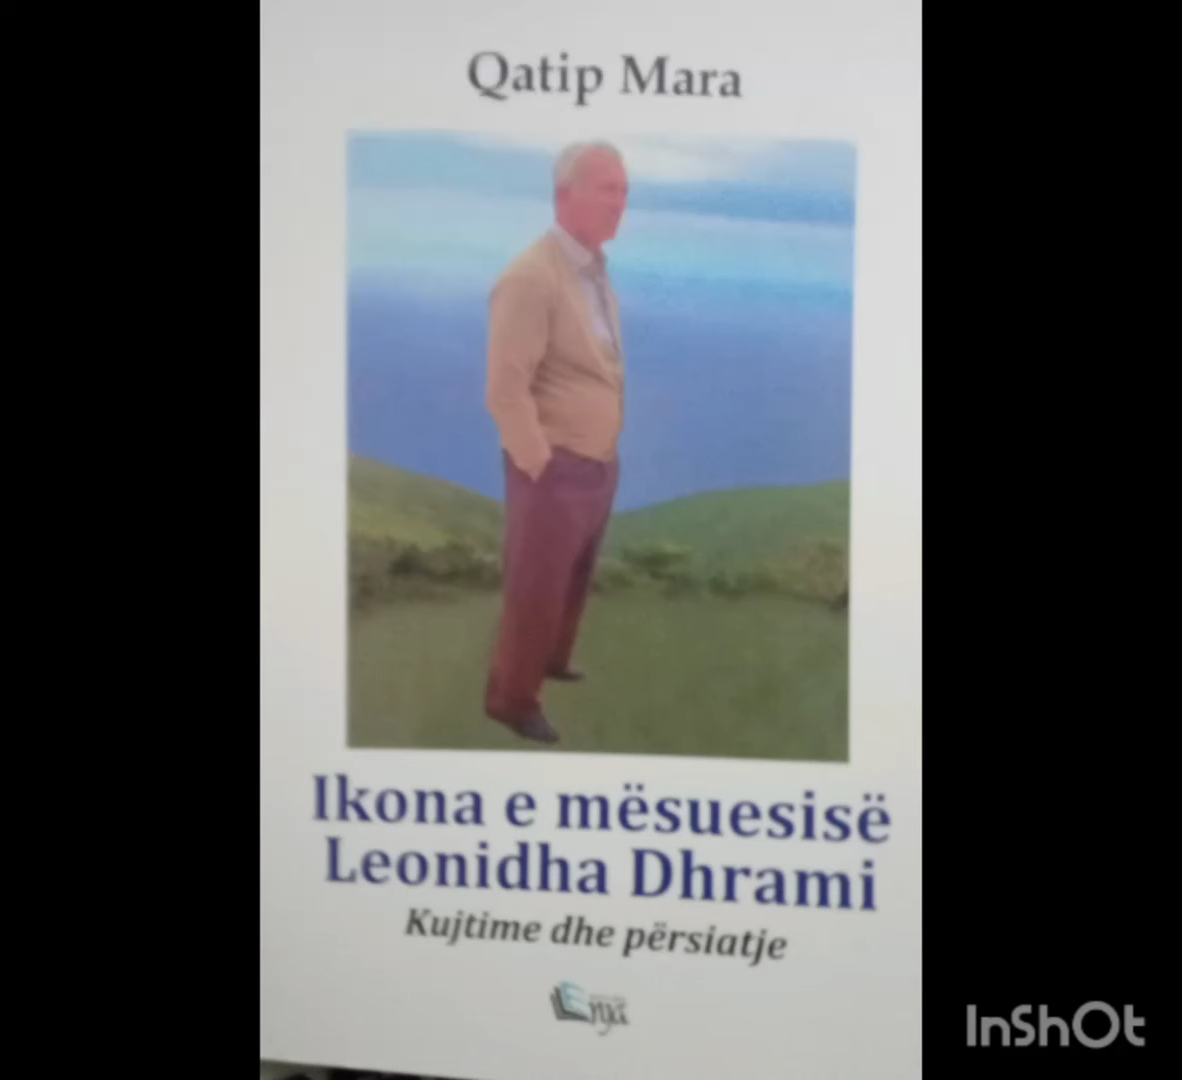 Qatip Mara
Ikona e mësuesisë
Leonidha Dhrami
Kujtime dhe përsiatje
InShOt